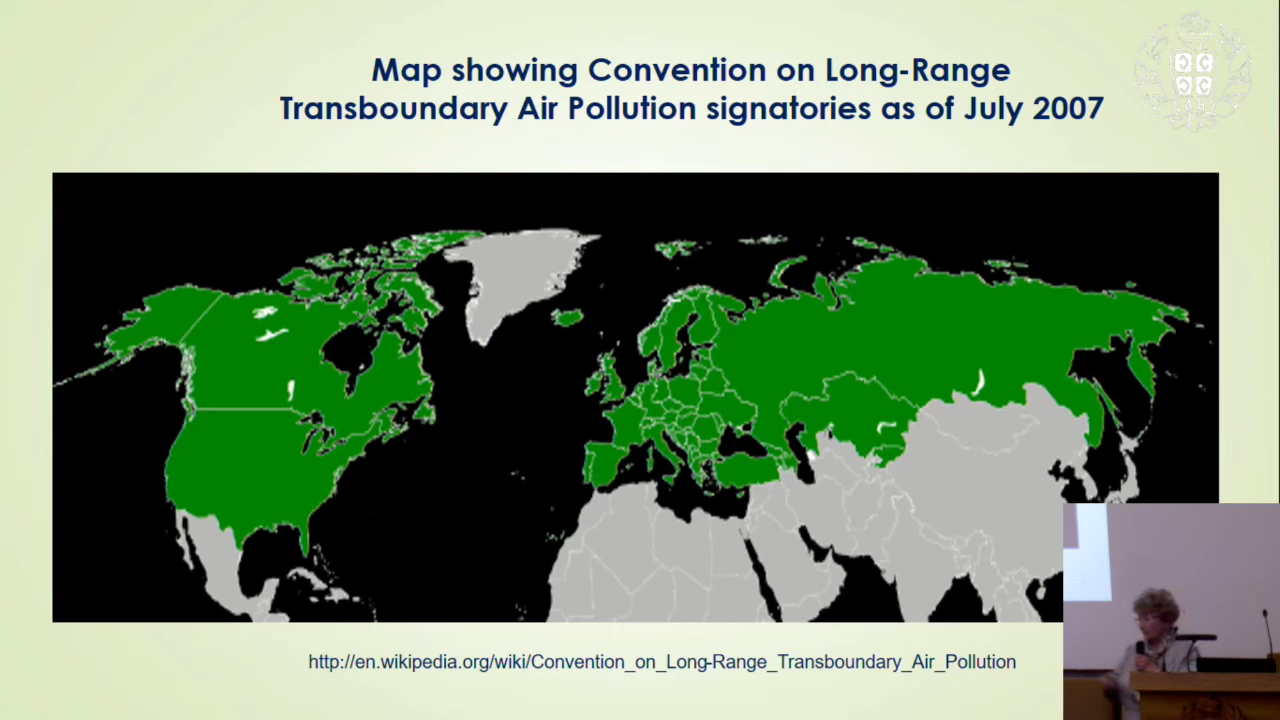 Map showing Convention on Long-Range
Transboundary Air Pollution signatories as of July 2007
http://en.wikipedia.org/wiki/Convention_on_Long-Range_Transboundary_Air_Pollution